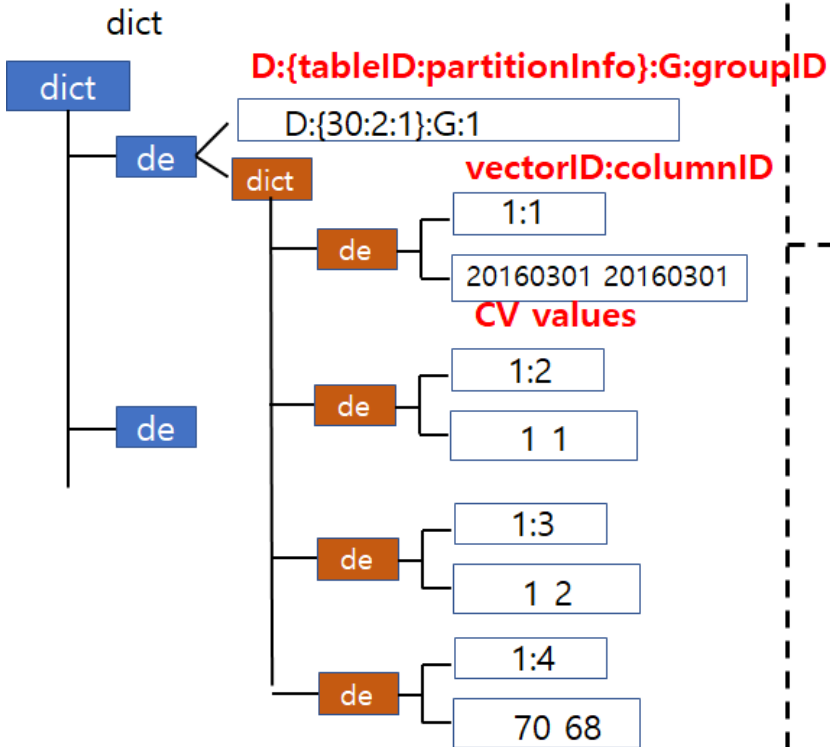 dict
D:{tableID:partitionInfo}:G:groupID
dict
D:{30:2:1}:G:1
de
dict
vectorID:columnID
1:1
de
20160301 20160301
CV values
1:2
de
1 1
de
1:3
de
1 2
1:4
de
70 68